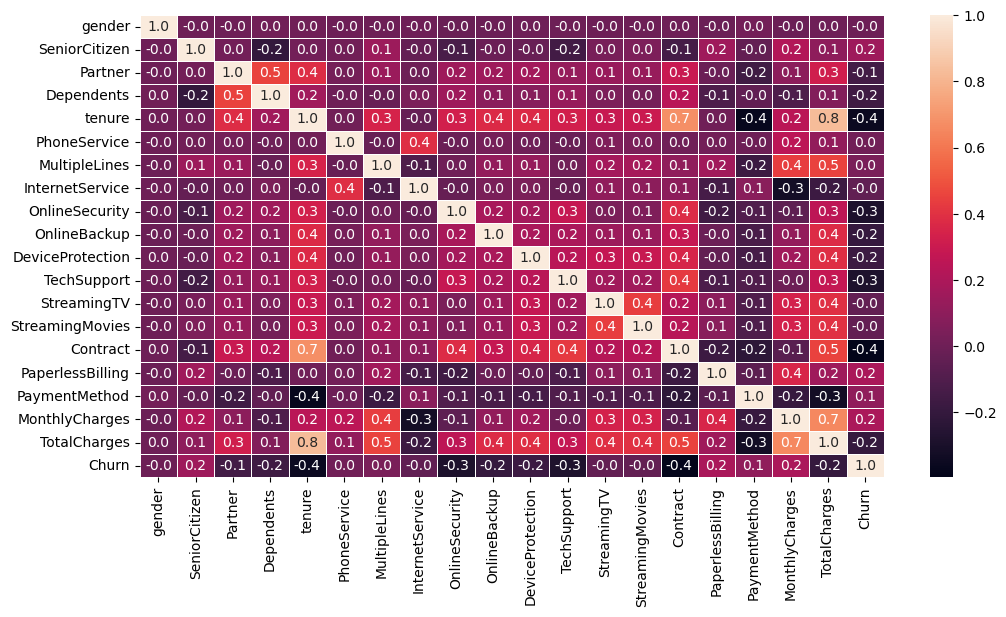 gender 1.0 -0.0 -0.0 0.0 0.0 -0.0 -0.0 -0.0 -0.0 -0.0 -0.0 -0.0 -0.0 -0.0 0.0 -0.0 0.0 -0.0 0.0 -0.0
SeniorCitizen -0.0 1.0 0.0 -0.2 0.0 0.0 0.1 -0.0 -0.1 -0.0 -0.0 -0.2 0.0 0.0 -0.1 0.2 -0.0 0.2 0.1 0.2
Partner -0.0 0.0 1.0 0.5 0.4 0.0 0.1 0.0 0.2 0.2 0.2 0.1 0.1 0.1 0.3 -0.0 -0.2 0.1 0.3 -0.1
Dependents 0.0 -0.2 0.5 1.0 0.2 -0.0 -0.0 0.0 0.2 0.1 0.1 0.1 0.0 0.0 0.2 -0.1 -0.0 -0.1 0.1 -0.2
tenure 0.0 0.0 0.4 0.2 1.0 0.0 0.3 -0.0 0.3 0.4 0.4 0.3 0.3 0.3 0.7 0.0 -0.4 0.2 0.8 -0.4
PhoneService -0.0 0.0 0.0 -0.0 0.0 1.0 -0.0 0.4 -0.0 -0.0 0.0 -0.0 0.1 0.0 0.0 0.0 -0.0 0.2 0.1 0.0
MultipleLines -0.0 0.1 0.1 -0.0 0.3 -0.0 1.0 -0.1 0.0 0.1 0.1 0.0 0.2 0.2 0.1 0.2 -0.2 0.4 0.5 0.0
InternetService -0.0 -0.0 0.0 0.0 -0.0 0.4 -0.1 1.0 -0.0 0.0 0.0 -0.0 0.1 0.1 0.1 -0.1 0.1 -0.3 -0.2 -0.0
OnlineSecurity -0.0 -0.1 0.2 0.2 0.3 -0.0 0.0 -0.0 1.0 0.2 0.2 0.3 0.0 0.1 0.4 -0.2 -0.1 -0.1 0.3 -0.3
OnlineBackup -0.0 -0.0 0.2 0.1 0.4 -0.0 0.1 0.0 0.2 1.0 0.2 0.2 0.1 0.1 0.3 -0.0 -0.1 0.1 0.4 -0.2
DeviceProtection -0.0 -0.0 0.2 0.1 0.4 0.0 0.1 0.0 0.2 0.2 1.0 0.2 0.3 0.3 0.4 -0.0 -0.1 0.2 0.4 -0.2
TechSupport -0.0 -0.2 0.1 0.1 0.3 -0.0 0.0 -0.0 0.3 0.2 0.2 1.0 0.2 0.2 0.4 -0.1 -0.1 -0.0 0.3 -0.3
StreamingTV -0.0 0.0 0.1 0.0 0.3 0.1 0.2 0.1 0.0 0.1 0.3 0.2 1.0 0.4 0.2 0.1 -0.1 0.3 0.4 -0.0
StreamingMovies -0.0 0.0 0.1 0.0 0.3 0.0 0.2 0.1 0.1 0.1 0.3 0.2 0.4 1.0 0.2 0.1 -0.1 0.3 0.4 -0.0
Contract 0.0 -0.1 0.3 0.2 0.7 0.0 0.1 0.1 0.4 0.3 0.4 0.4 0.2 0.2 1.0 -0.2 -0.2 -0.1 0.5 -0.4
PaperlessBilling -0.0 0.2 -0.0 -0.1 0.0 0.0 0.2 -0.1 -0.2 -0.0 -0.0 -0.1 0.1 0.1 -0.2 1.0 -0.1 0.4 0.2 0.2
PaymentMethod 0.0 -0.0 -0.2 -0.0 -0.4 -0.0 -0.2 0.1 -0.1 -0.1 -0.1 -0.1 -0.1 -0.1 -0.2 -0.1 1.0 -0.2 -0.3 0.1
MonthlyCharges -0.0 0.2 0.1 -0.1 0.2 0.2 0.4 -0.3 -0.1 0.1 0.2 -0.0 0.3 0.3 -0.1 0.4 -0.2 1.0 0.7 0.2
TotalCharges 0.0 0.1 0.3 0.1 0.8 0.1 0.5 -0.2 0.3 0.4 0.4 0.3 0.4 0.4 0.5 0.2 -0.3 0.7 1.0 -0.2
Churn -0.0 0.2 -0.1 -0.2 -0.4 0.0 0.0 -0.0 -0.3 -0.2 -0.2 -0.3 -0.0 -0.0 -0.4 0.2 0.1 0.2 -0.2 1.0
gender
SeniorCitizen
Partner
Dependents
tenure
PhoneService
MultipleLines
InternetService
OnlineSecurity
OnlineBackup
DeviceProtection
TechSupport
StreamingTV
StreamingMovies
Contract
PaperlessBilling
PaymentMethod
MonthlyCharges
TotalCharges
Churn
1.0
0.8
0.6
0.4
0.2
0.0
−0.2